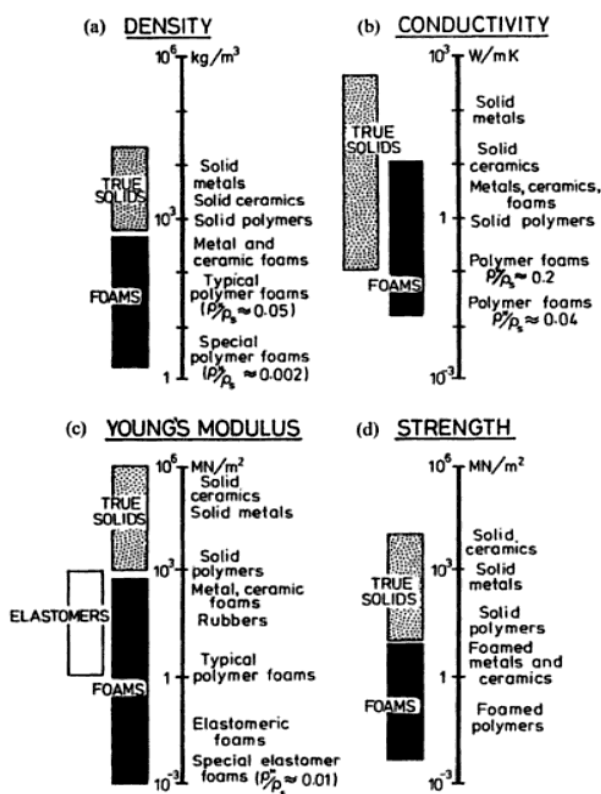 (a) DENSITY
10⁶ kg/m³
TRUE
SOLIDS
Solid
metals
Solid ceramics
10³ Solid polymers
Metal and
ceramic foams
FOAMS
Typical
polymer foams
(ρ*/ρₛ ≈ 0.05)
Special
polymer foams
(ρ*/ρₛ ≈ 0.002)
1
(b) CONDUCTIVITY
10³ W/mK
Solid
metals
TRUE
SOLIDS
Solid
ceramics
Metals, ceramics,
foams
1 Solid polymers
Polymer foams
ρ*/ρₛ ≈ 0.2
FOAMS
Polymer foams
ρ*/ρₛ ≈ 0.04
10⁻³
(c) YOUNG'S MODULUS
10⁶ MN/m²
Solid
ceramics
TRUE
SOLIDS
Solid metals
Solid
10³ polymers
Metal, ceramic
foams
ELASTOMERS
Rubbers
Typical
1 polymer foams
FOAMS
Elastomeric
foams
Special elastomer
foams (ρ*/ρₛ ≈ 0.01)
10⁻³
(d) STRENGTH
10⁶ MN/m²
Solid
ceramics
10³ Solid
metals
TRUE
SOLIDS
Solid
polymers
Foamed
metals and
1 ceramics
FOAMS
Foamed
polymers
10⁻³